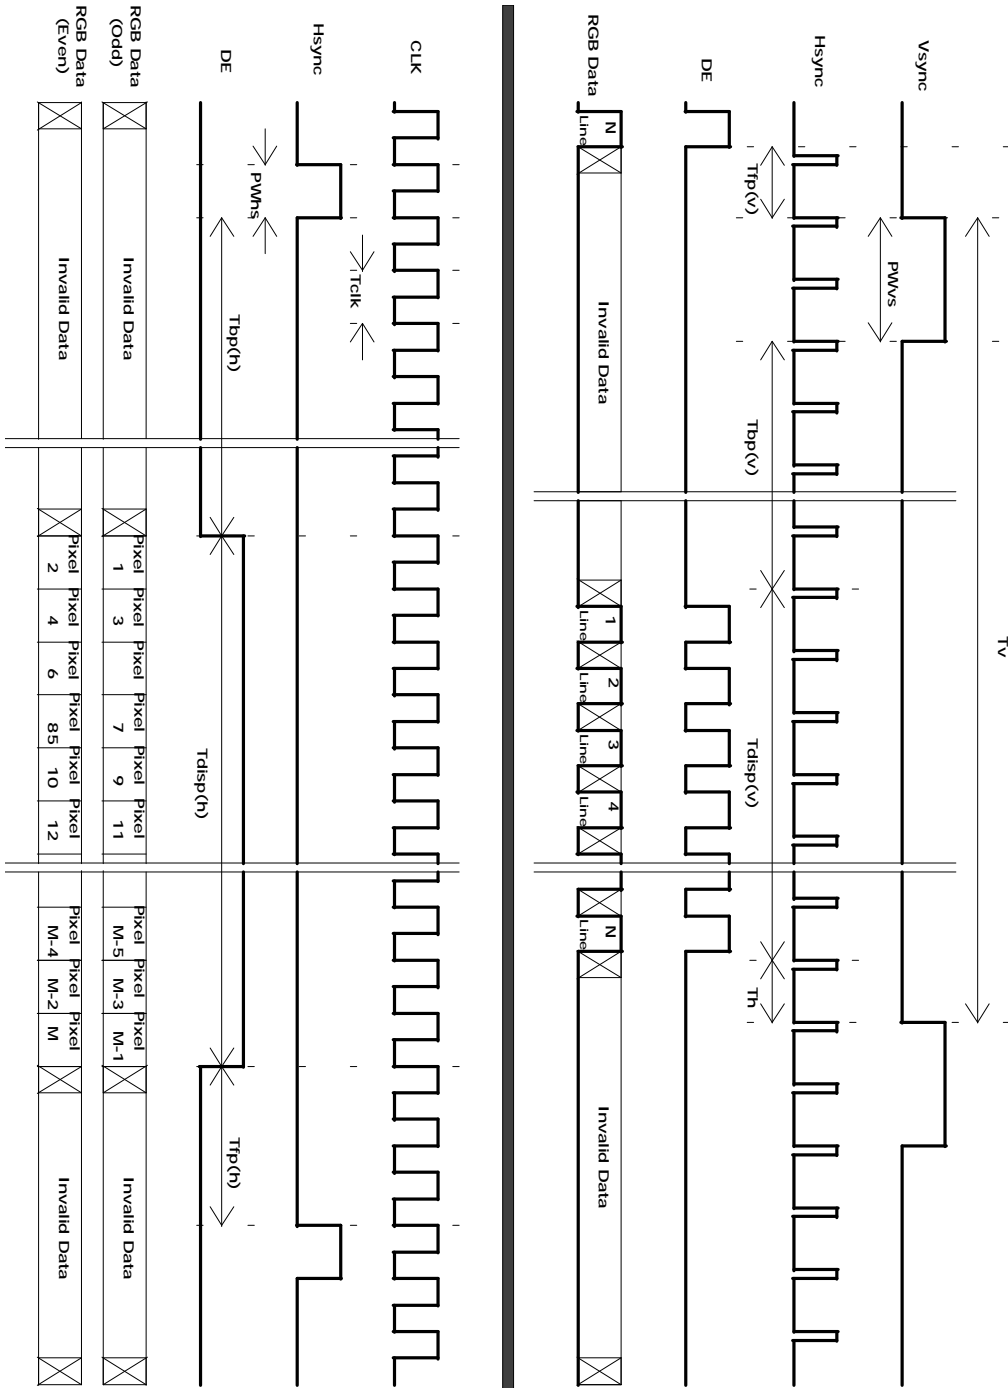 Tv
Vsync
PWvs
Hsync
Tfp(v)
Tbp(v)
Tdisp(v)
Th
DE
RGB Data
N
Line
Invalid Data
1
Line
2
Line
3
Line
4
Line
N
Line
Invalid Data
CLK
Tclk
Hsync
PWhs
DE
Tbp(h)
Tdisp(h)
Tfp(h)
RGB Data
(Odd)
Invalid Data
Pixel
1
Pixel
3
Pixel
Pixel
7
Pixel
9
Pixel
11
Pixel
M-5
Pixel
M-3
Pixel
M-1
Invalid Data
RGB Data
(Even)
Invalid Data
Pixel
2
Pixel
4
Pixel
6
Pixel
85
Pixel
10
Pixel
12
Pixel
M-4
Pixel
M-2
Pixel
M
Invalid Data